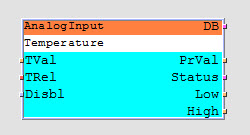 AnalogInput DB
Temperature
TVal PrVal
TRel Status
Disbl Low
High